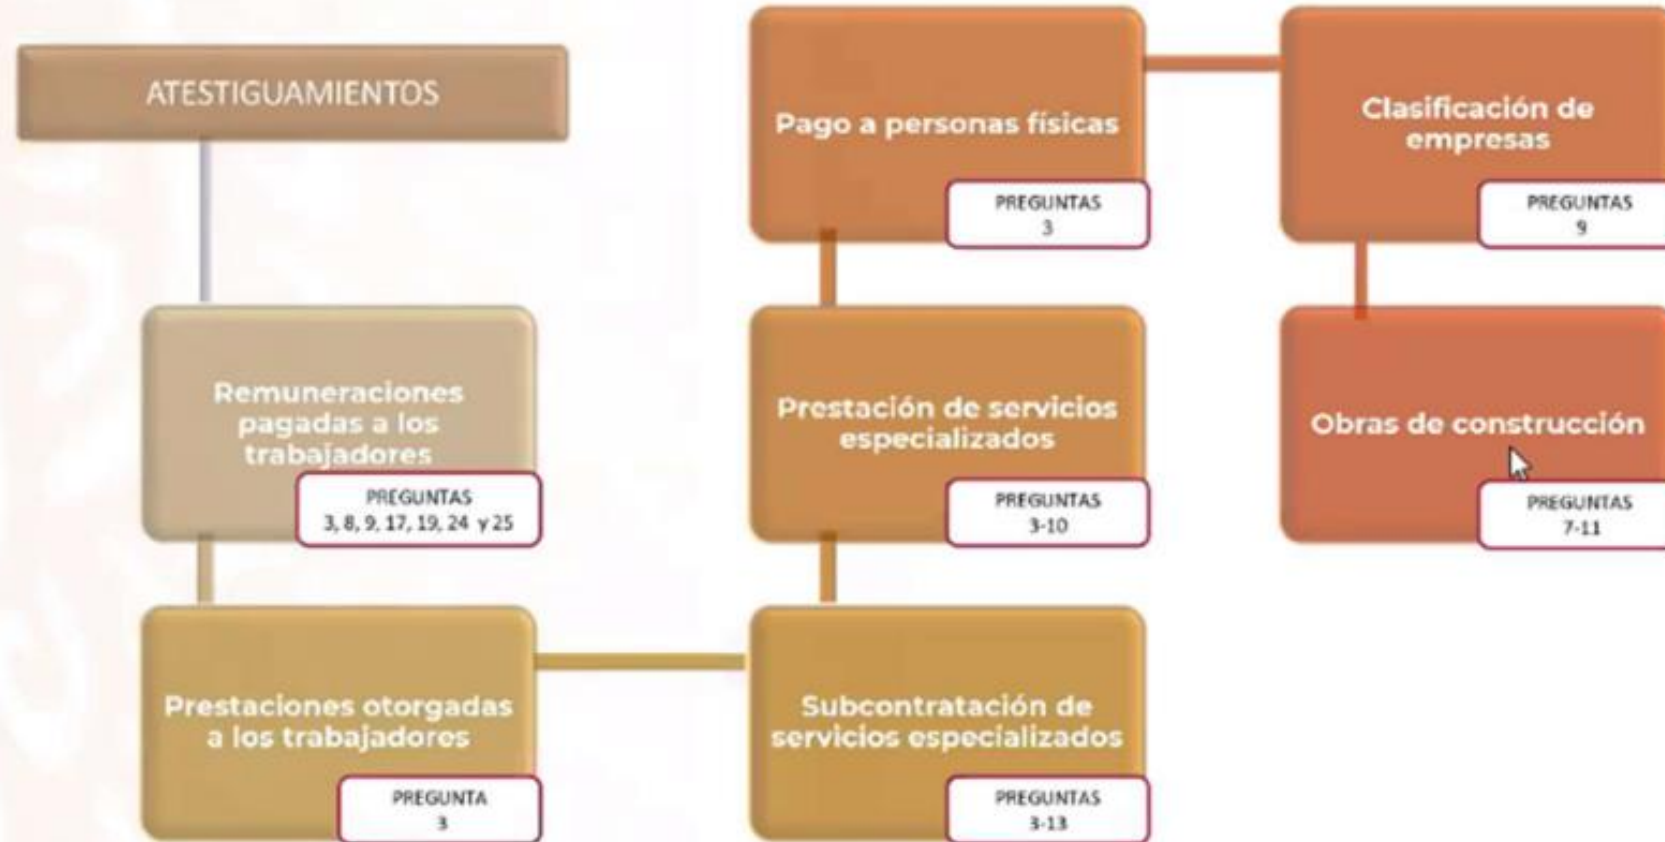 ATESTIGUAMIENTOS
Remuneraciones
pagadas a los
trabajadores
PREGUNTAS
3, 8, 9, 17, 19, 24 y 25
Prestaciones otorgadas
a los trabajadores
PREGUNTA
3
Subcontratación de
servicios especializados
PREGUNTAS
3-13
Prestación de servicios
especializados
PREGUNTAS
3-10
Pago a personas físicas
PREGUNTAS
3
Clasificación de
empresas
PREGUNTAS
9
Obras de construcción
PREGUNTAS
7-11